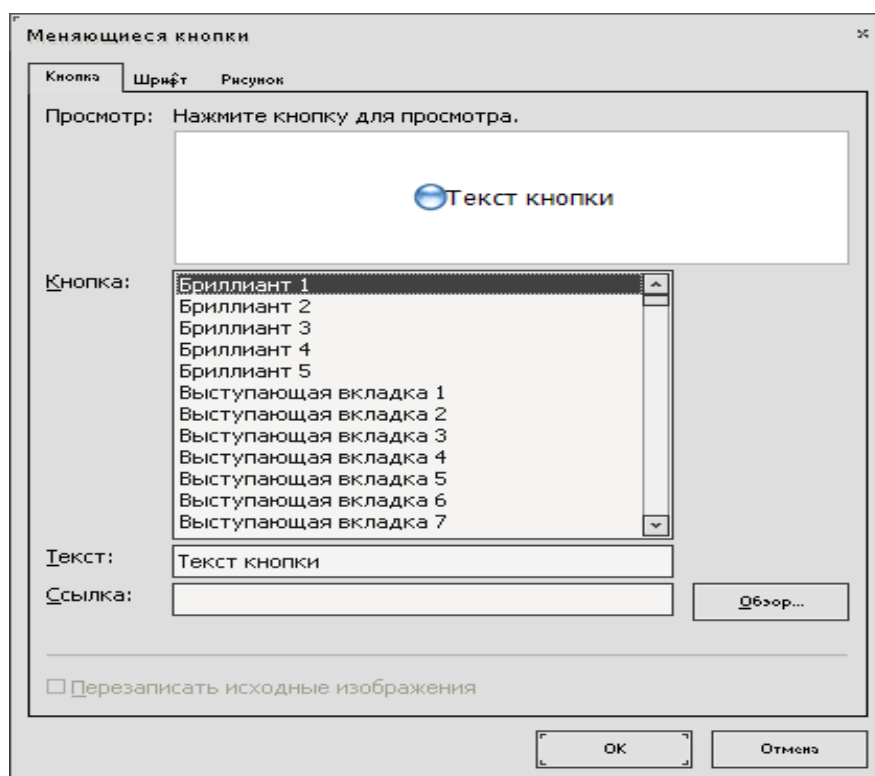 Меняющиеся кнопки
Кнопка Шрифт Рисунок
Просмотр: Нажмите кнопку для просмотра.
Текст кнопки
Кнопка:
Бриллиант 1
Бриллиант 2
Бриллиант 3
Бриллиант 4
Бриллиант 5
Выступающая вкладка 1
Выступающая вкладка 2
Выступающая вкладка 3
Выступающая вкладка 4
Выступающая вкладка 5
Выступающая вкладка 6
Выступающая вкладка 7
Текст: Текст кнопки
Ссылка: Обзор...
Перезаписать исходные изображения
ОК Отмена